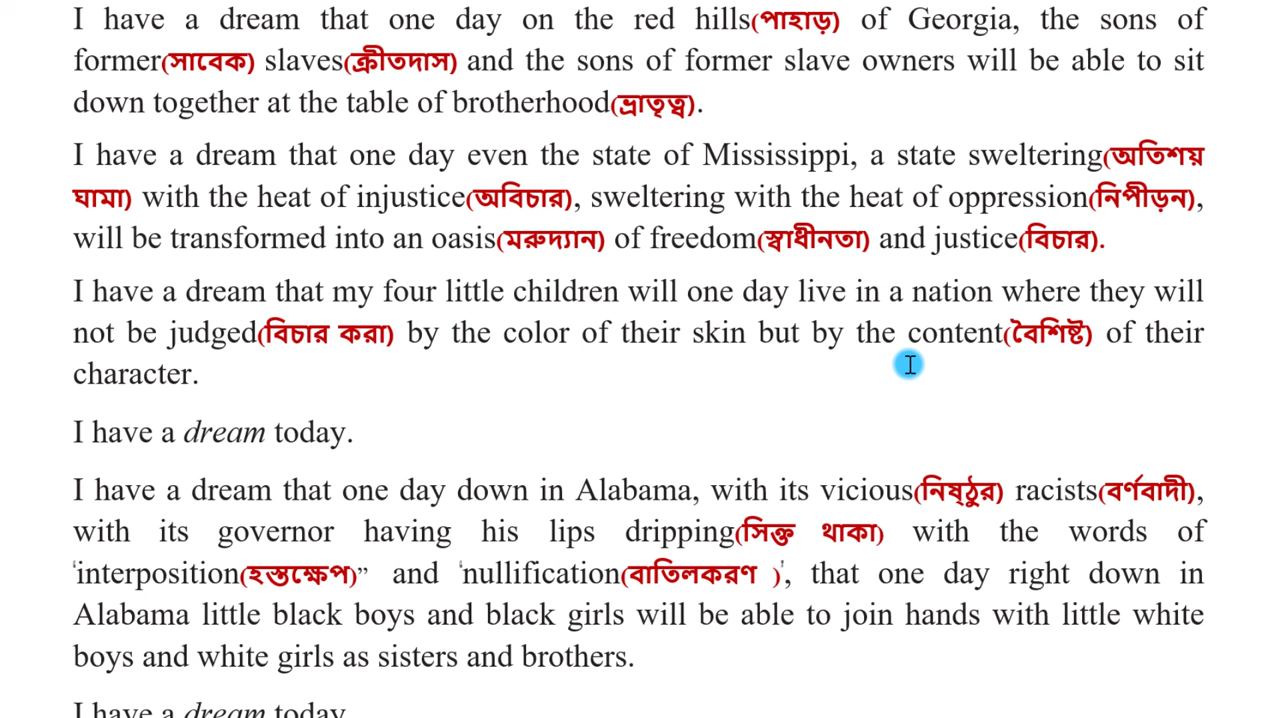 I have a dream that one day on the red hills(পাহাড়) of Georgia, the sons of
former(সাবেক) slaves(ক্রীতদাস) and the sons of former slave owners will be able to sit
down together at the table of brotherhood(ভ্রাতৃত্ব).
I have a dream that one day even the state of Mississippi, a state sweltering(অতিশয়
ঘামা) with the heat of injustice(অবিচার), sweltering with the heat of oppression(নিপীড়ন),
will be transformed into an oasis(মরুদ্যান) of freedom(স্বাধীনতা) and justice(বিচার).
I have a dream that my four little children will one day live in a nation where they will
not be judged(বিচার করা) by the color of their skin but by the content(বৈশিষ্ট) of their
character.
I have a dream today.
I have a dream that one day down in Alabama, with its vicious(নিষ্ঠুর) racists(বর্ণবাদী),
with its governor having his lips dripping(সিক্ত থাকা) with the words of
‘interposition(হস্তক্ষেপ)” and ‘nullification(বাতিলকরণ )’, that one day right down in
Alabama little black boys and black girls will be able to join hands with little white
boys and white girls as sisters and brothers.
I have a dream today